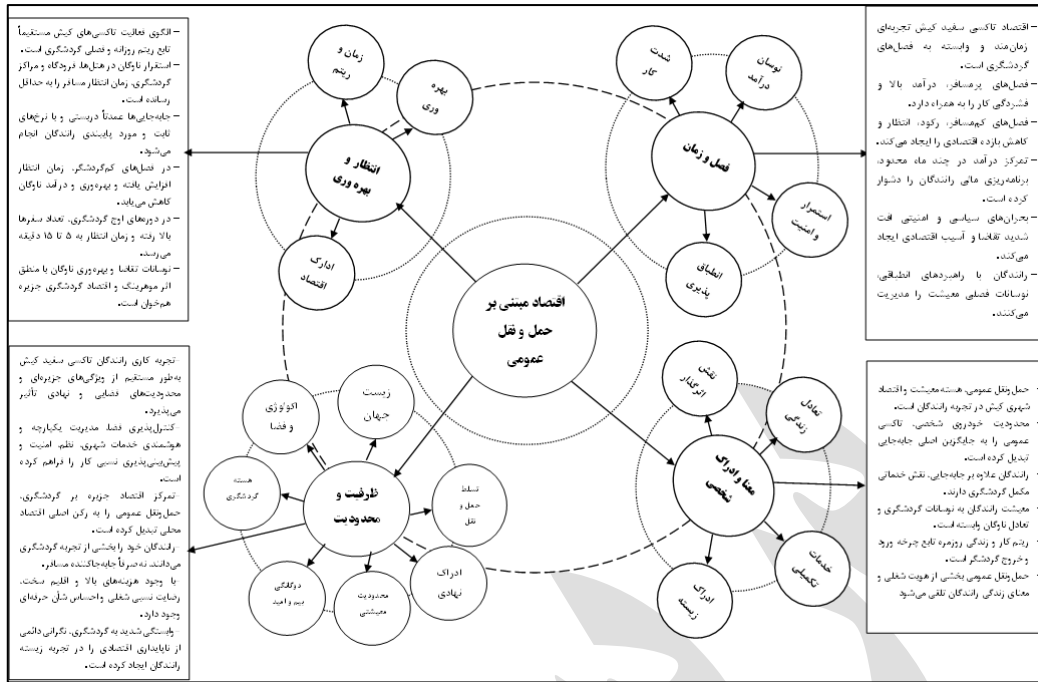 – اقتصاد تاکسی سفید کیش تجربه‌ای
زمان‌مند و وابسته به فصل‌های
گردشگری است.
– فصل‌های پرمسافر، درآمد بالا و
فشردگی کار را به همراه دارد.
– فصل‌های کم‌مسافر، رکود، انتظار و
کاهش بازده اقتصادی را ایجاد می‌کند.
– تمرکز درآمد در چند ماه محدود،
برنامه‌ریزی مالی رانندگان را دشوار
کرده است.
– بحران‌های سیاسی و امنیتی افت
شدید تقاضا و آسیب اقتصادی ایجاد
می‌کند.
– رانندگان با راهبردهای انطباقی،
نوسانات فصلی معیشت را مدیریت
می‌کنند.
شدت
کار
نوسان
درآمد
فصل و زمان
استمرار
و امنیت
انطباق
پذیری
زمان و
ریتم
بهره
وری
انتظار و
بهره وری
ادارک
اقتصاد
– الگوی فعالیت تاکسی‌های کیش مستقیماً
تابع ریتم روزانه و فصلی گردشگری است.
– استقرار ناوگان در هتل‌ها، فرودگاه و مراکز
گردشگری، زمان انتظار مسافر را به حداقل
رسانده است.
– جابه‌جایی‌ها عمدتاً دربستی و با نرخ‌های
ثابت و مورد پایبندی رانندگان انجام
می‌شود.
– در فصل‌های کم‌گردشگر، زمان انتظار
افزایش یافته و بهره‌وری و درآمد ناوگان
کاهش می‌یابد.
– در دوره‌های اوج گردشگری، تعداد سفرها
بالا رفته و زمان انتظار به ۵ تا ۱۵ دقیقه
می‌رسد.
– نوسانات تقاضا و بهره‌وری ناوگان با منطق
اثر موهرینگ و اقتصاد گردشگری جزیره
هم‌خوان است.
اقتصاد مبتنی بر
حمل و نقل
عمومی
نقش
اثرگذار
تعادل
زندگی
معنا و ادراک
شخصی
خدمات
تکمیلی
ادراک
زیسته
- حمل‌ونقل عمومی، هسته معیشت و اقتصاد
شهری کیش در تجربه رانندگان است.
- محدودیت خودروی شخصی، تاکسی
عمومی را به جایگزین اصلی جابه‌جایی
تبدیل کرده است.
- رانندگان علاوه بر جابه‌جایی، نقش خدماتی
مکمل گردشگری دارند.
- معیشت رانندگان به نوسانات گردشگری و
تعادل ناوگان وابسته است.
- ریتم کار و زندگی روزمره تابع چرخه ورود
و خروج گردشگر است.
- حمل‌ونقل عمومی بخشی از هویت شغلی و
معنای زندگی رانندگان تلقی می‌شود
زیست
جهان
اکولوژی
و فضا
هسته
گردشگری
ظرفیت و
محدودیت
تسلط
حمل و
نقل
ادراک
نهادی
محدودیت
معیشتی
دوگانگی
بیم و امید
-تجربه کاری رانندگان تاکسی سفید کیش
به‌طور مستقیم از ویژگی‌های جزیره‌ای و
محدودیت‌های فضایی و نهادی تأثیر
می‌پذیرد.
-کنترل‌پذیری فضا، مدیریت یکپارچه و
هوشمندی خدمات شهری، نظم، امنیت و
پیش‌بینی‌پذیری نسبی کار را فراهم کرده
است.
-تمرکز اقتصاد جزیره بر گردشگری،
حمل‌ونقل عمومی را به رکن اصلی اقتصاد
محلی تبدیل کرده است.
-رانندگان خود را بخشی از تجربه گردشگری
می‌دانند، نه صرفاً جابه‌جاکننده مسافر.
-با وجود هزینه‌های بالا و اقلیم سخت،
رضایت نسبی شغلی و احساس شأن حرفه‌ای
وجود دارد.
-وابستگی شدید به گردشگری، نگرانی دائمی
از ناپایداری اقتصادی را در تجربه زیسته
رانندگان ایجاد کرده است.